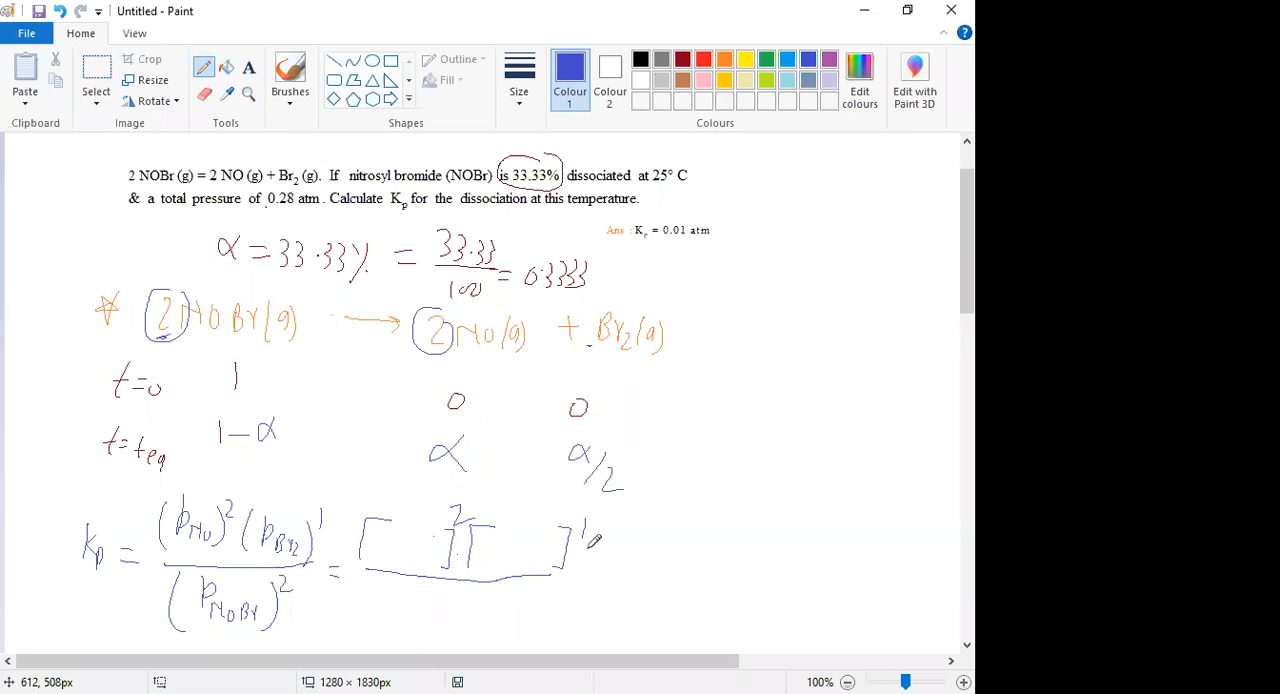 Untitled - Paint
File Home View
Paste
Clipboard
Select
Crop
Resize
Rotate
Image
A
Tools
Brushes
Shapes
Outline
Fill
Size
Colour 1
Colour 2
Edit colours
Edit with Paint 3D
Colours
2 NOBr (g) = 2 NO (g) + Br₂ (g). If nitrosyl bromide (NOBr) is 33.33% dissociated at 25° C
& a total pressure of 0.28 atm. Calculate Kₚ for the dissociation at this temperature.
Ans : Kₚ = 0.01 atm
α = 33.33% = 33.33/100 = 0.3333
2NOBr(g) → 2NO(g) + Br₂(g)
t=0 1 0 0
t=teq 1-α α α/2
Kp = (pNO)² (pBr₂)¹ / (pNOBr)² = [ ]² [ ]¹
612, 508px
1280 × 1830px
100%